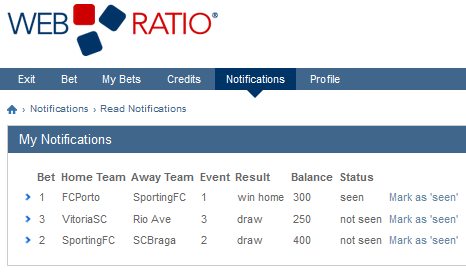 WEB RATIO®
Exit Bet My Bets Credits Notifications Profile
› Notifications › Read Notifications
My Notifications
Bet Home Team Away Team Event Result Balance Status
1 FCPorto SportingFC 1 win home 300 seen Mark as 'seen'
3 VitoriaSC Rio Ave 3 draw 250 not seen Mark as 'seen'
2 SportingFC SCBraga 2 draw 400 not seen Mark as 'seen'